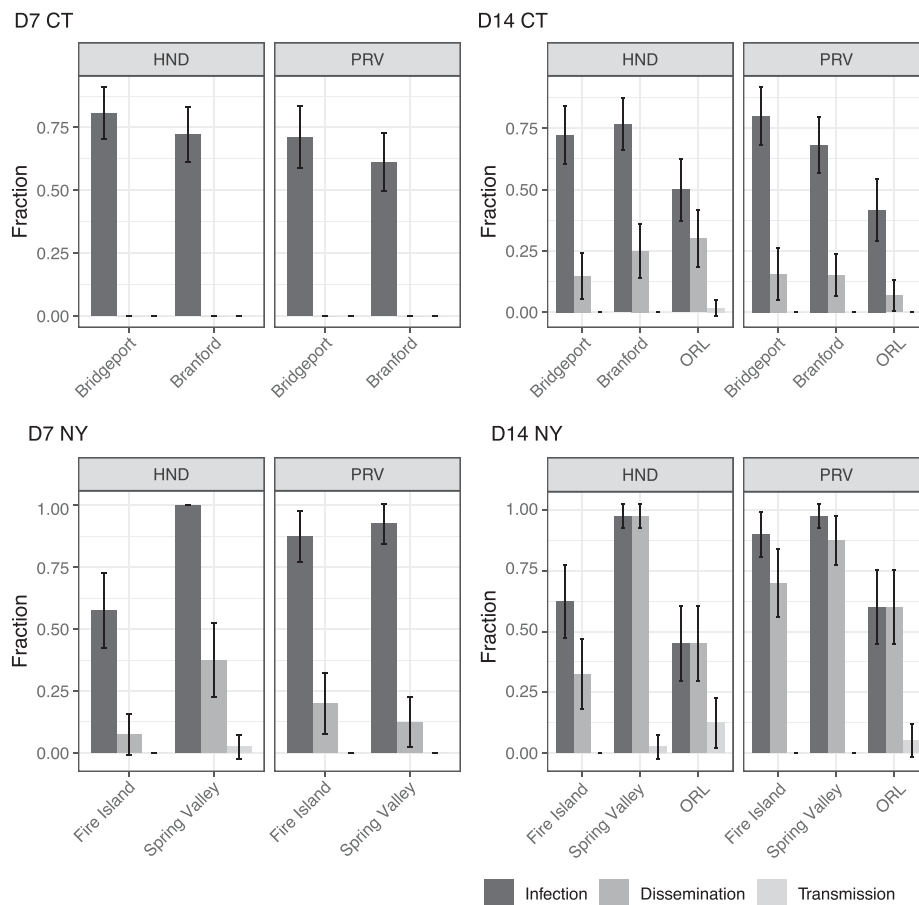 D7 CT
HND PRV
Fraction
0.75
0.50
0.25
0.00
Bridgeport Branford Bridgeport Branford
D14 CT
HND PRV
Fraction
0.75
0.50
0.25
0.00
Bridgeport Branford ORL Bridgeport Branford ORL
D7 NY
HND PRV
Fraction
1.00
0.75
0.50
0.25
0.00
Fire Island Spring Valley Fire Island Spring Valley
D14 NY
HND PRV
Fraction
1.00
0.75
0.50
0.25
0.00
Fire Island Spring Valley ORL Fire Island Spring Valley ORL
Infection Dissemination Transmission